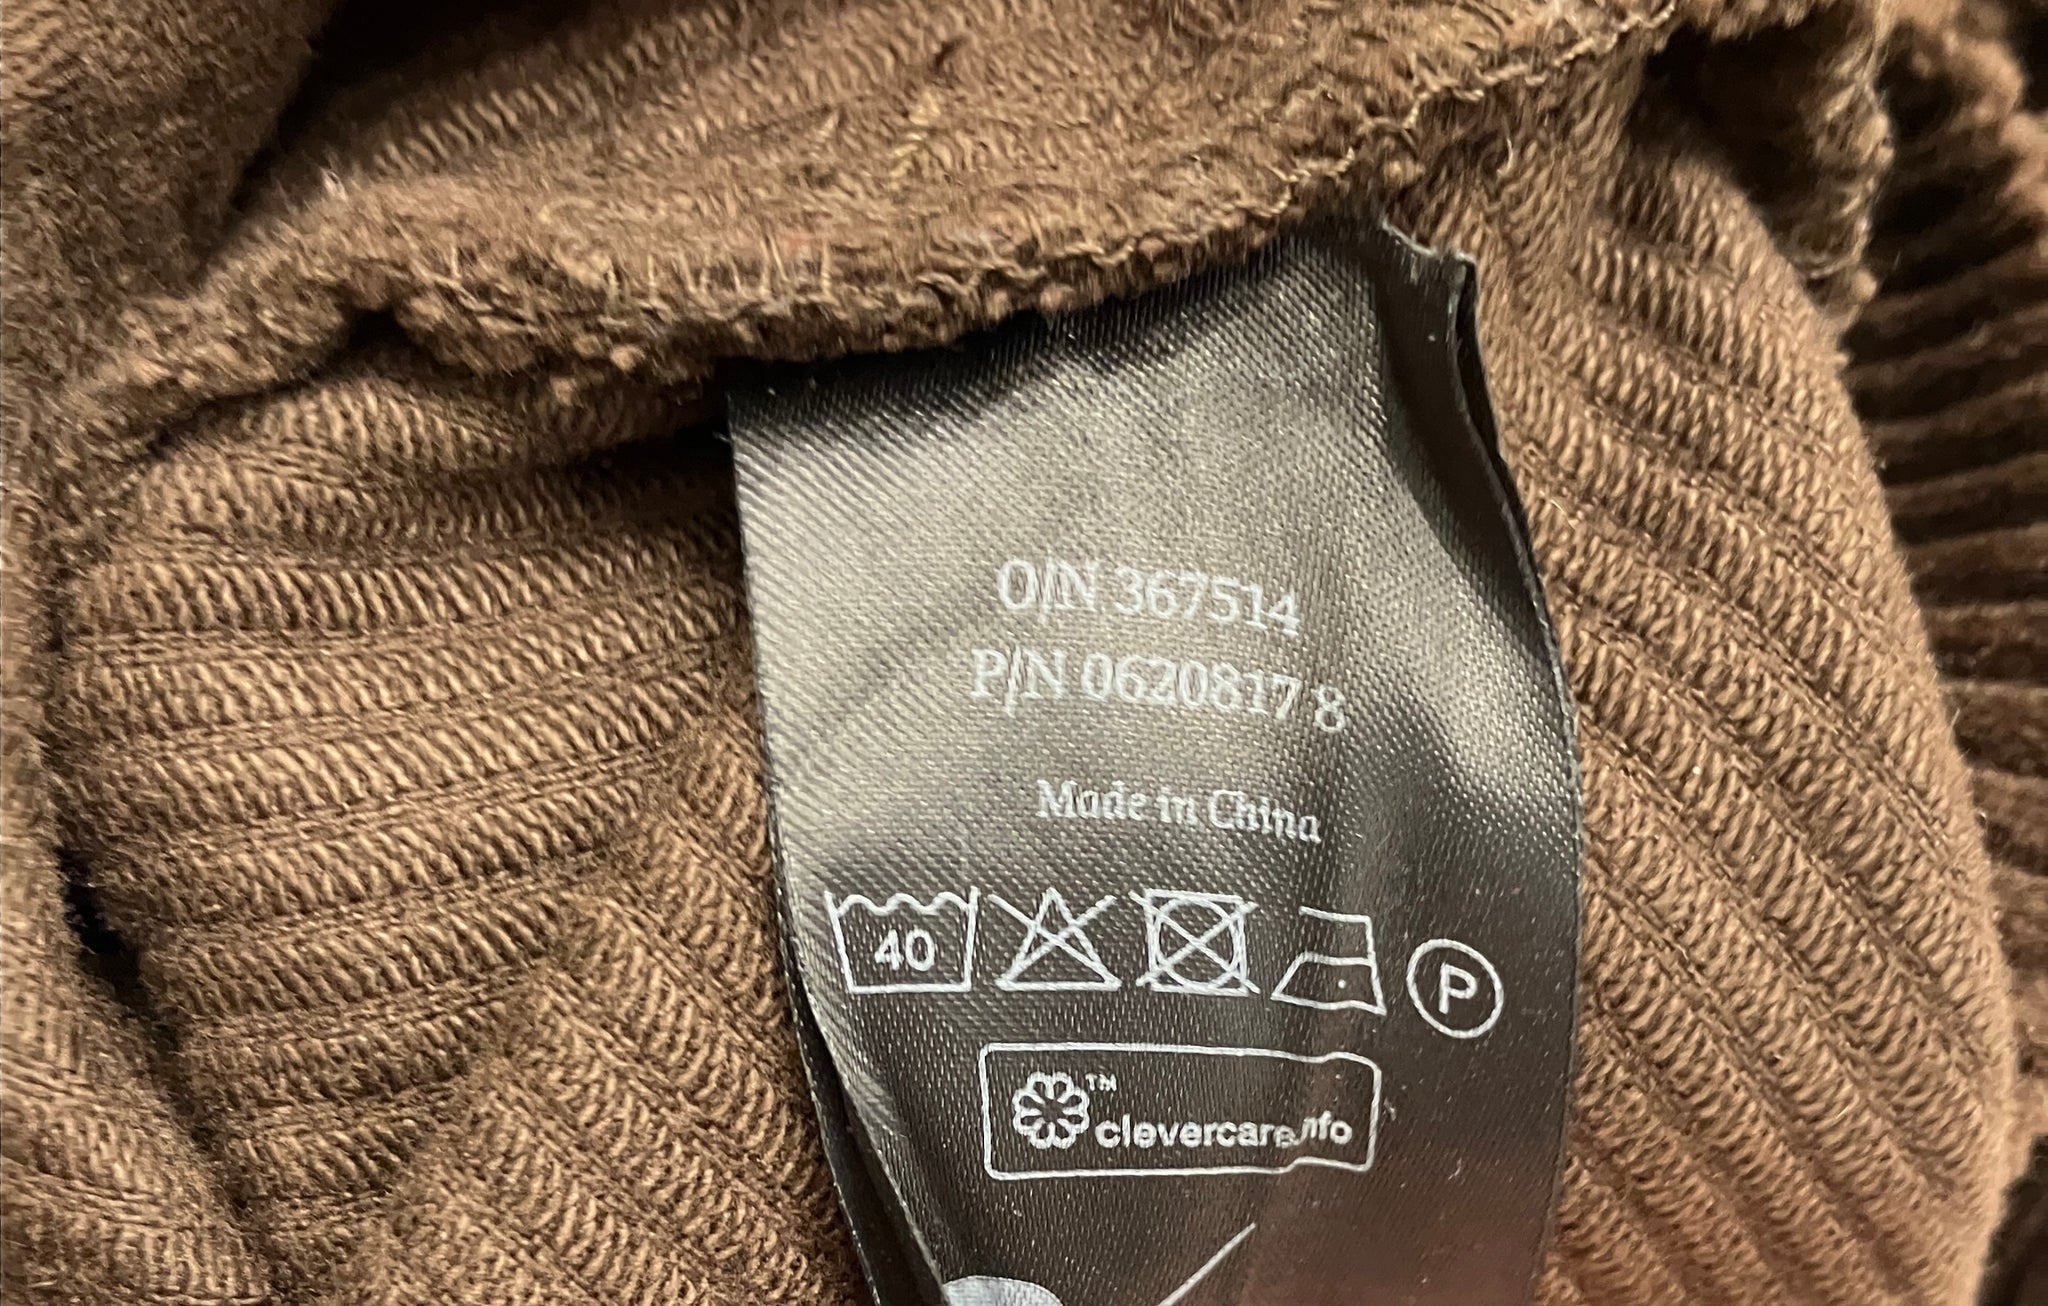 O/N 367514
P/N 06208178
Made in China
40
P
™
clevercare.info